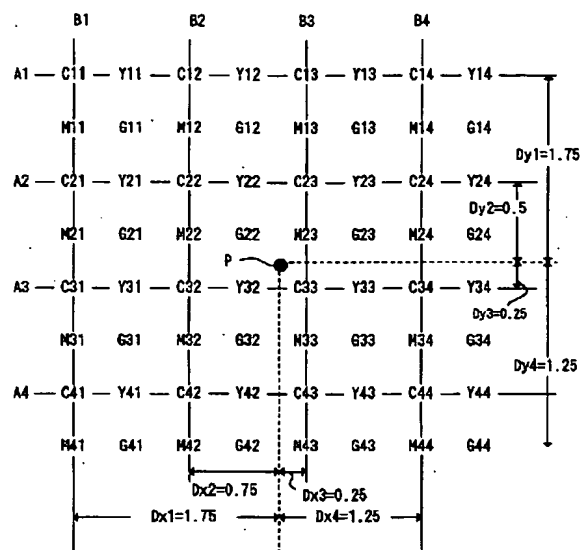 B1 B2 B3 B4
A1 C11 Y11 C12 Y12 C13 Y13 C14 Y14
M11 G11 M12 G12 M13 G13 M14 G14
Dy1=1.75
A2 C21 Y21 C22 Y22 C23 Y23 C24 Y24
Dy2=0.5
M21 G21 M22 G22 M23 G23 M24 G24
P
A3 C31 Y31 C32 Y32 C33 Y33 C34 Y34
Dy3=0.25
M31 G31 M32 G32 M33 G33 M34 G34
Dy4=1.25
A4 C41 Y41 C42 Y42 C43 Y43 C44 Y44
M41 G41 M42 G42 M43 G43 M44 G44
Dx2=0.75 Dx3=0.25
Dx1=1.75 Dx4=1.25